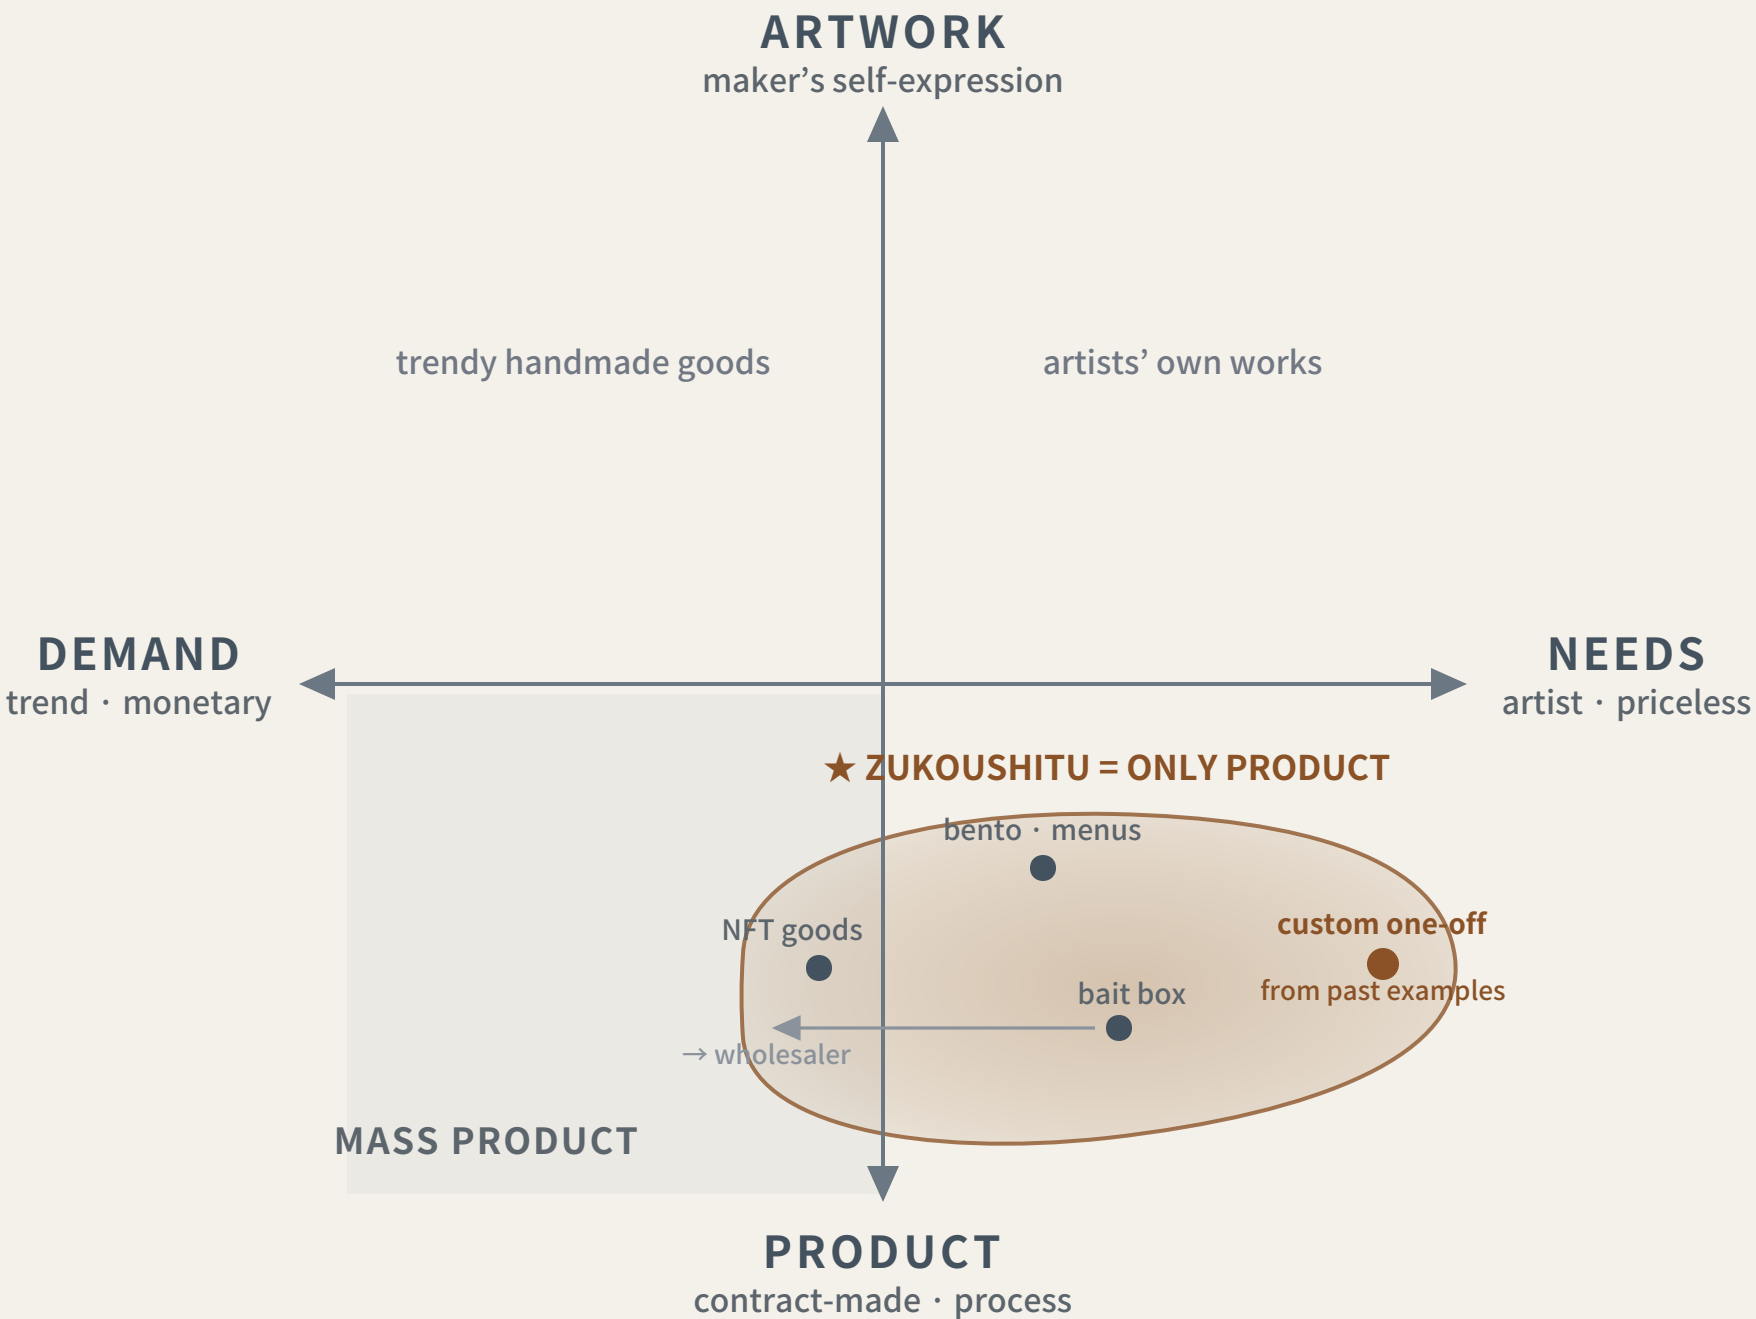 ARTWORK
maker’s self-expression
trendy handmade goods
artists’ own works
DEMAND
trend · monetary
NEEDS
artist · priceless
★ ZUKOUSHITU = ONLY PRODUCT
bento · menus
NFT goods
custom one-off
from past examples
bait box
→ wholesaler
MASS PRODUCT
PRODUCT
contract-made · process